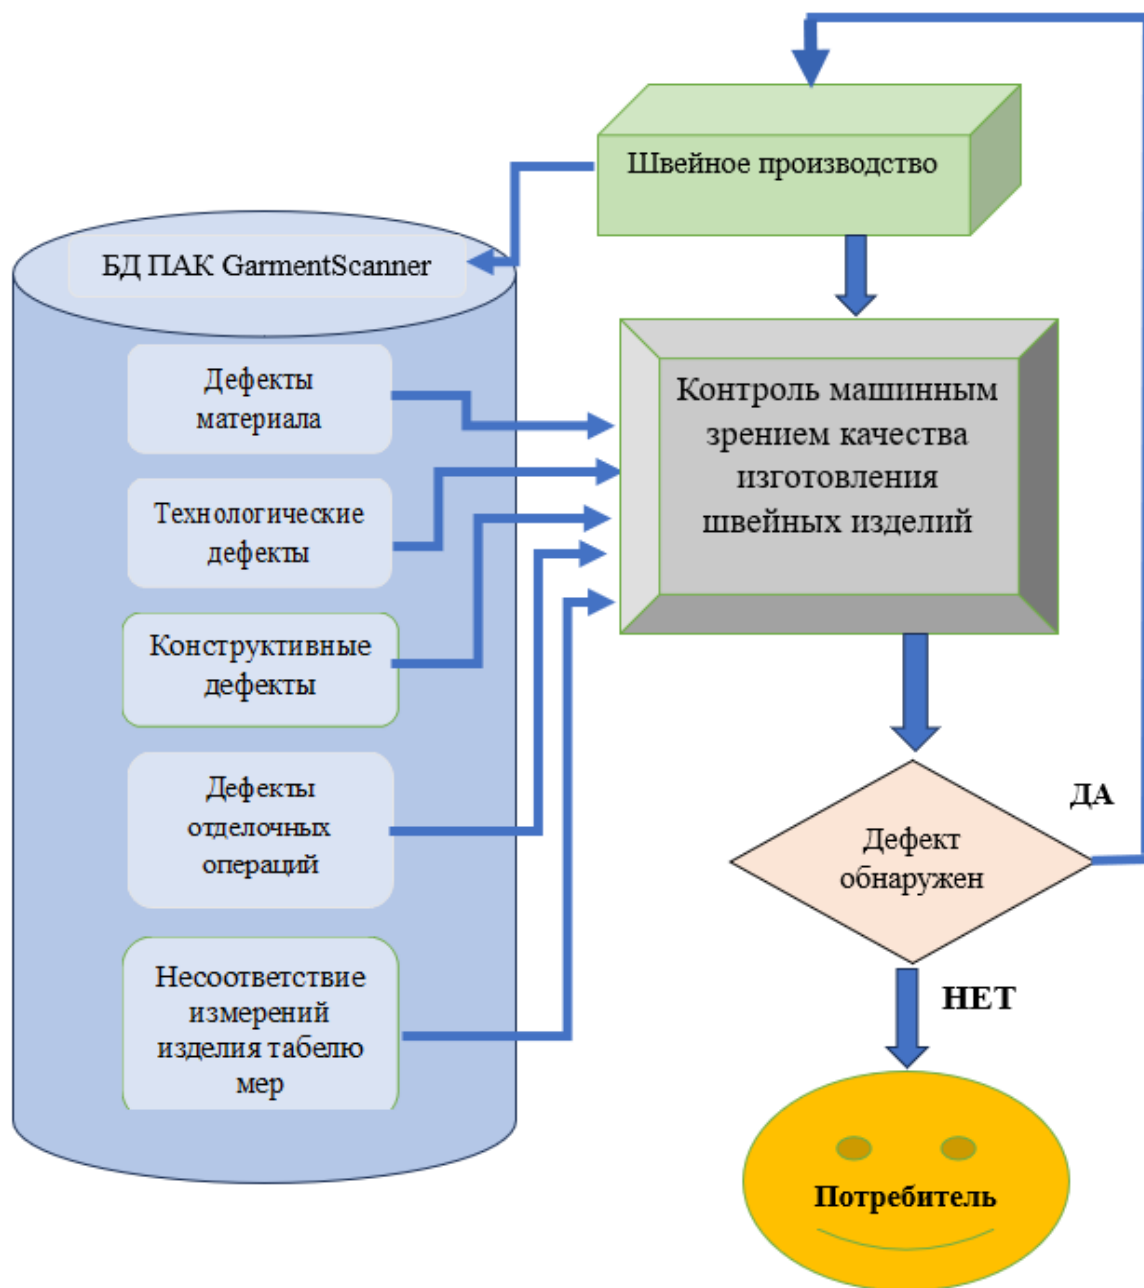 Швейное производство
БД ПАК GarmentScanner
Дефекты
материала
Технологические
дефекты
Конструктивные
дефекты
Дефекты
отделочных
операций
Несоответствие
измерений
изделия табелю
мер
Контроль машинным
зрением качества
изготовления
швейных изделий
Дефект
обнаружен
ДА
НЕТ
Потребитель